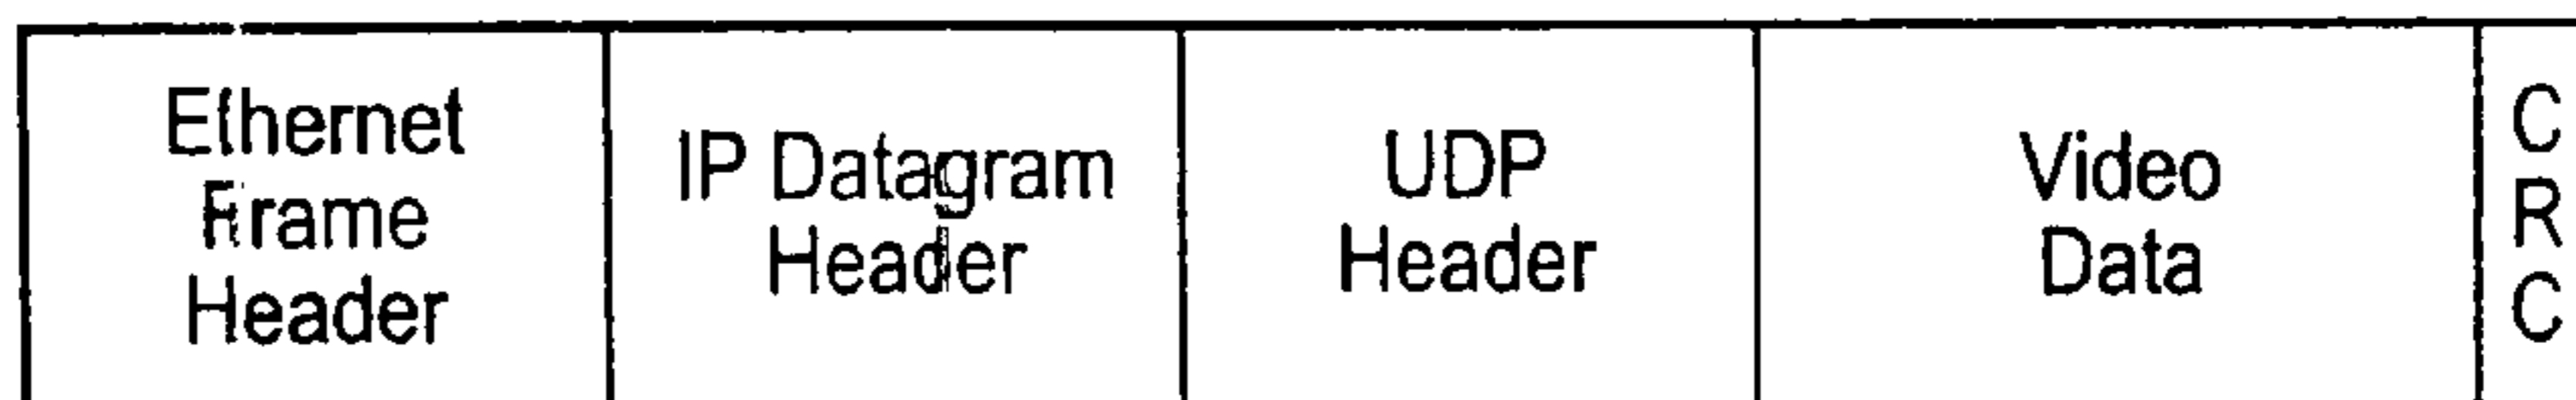 Ethernet
Frame
Header
IP Datagram
Header
UDP
Header
Video
Data
C
R
C